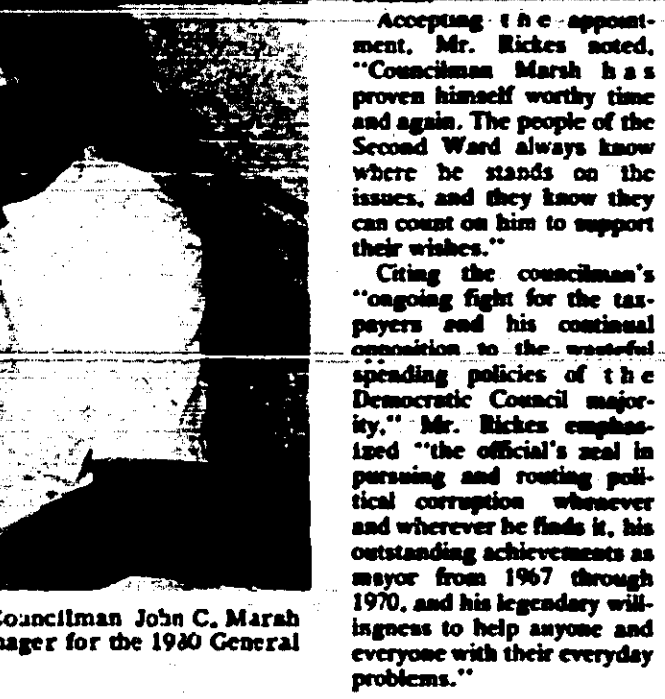 Councilman John C. Marsh
nager for the 1980 General
Accepting the appoint-
ment, Mr. Rickes noted,
"Councilman Marsh has
proven himself worthy time
and again. The people of the
Second Ward always know
where he stands on the
issues, and they know they
can count on him to support
their wishes."
Citing the councilman's
"ongoing fight for the tax-
payers and his continual
opposition to the wasteful
spending policies of the
Democratic Council major-
ity," Mr. Rickes emphas-
ized "the official's zeal in
pursuing and routing poli-
tical corruption whenever
and wherever he finds it, his
outstanding achievements as
mayor from 1967 through
1970, and his legendary will-
ingness to help anyone and
everyone with their everyday
problems."